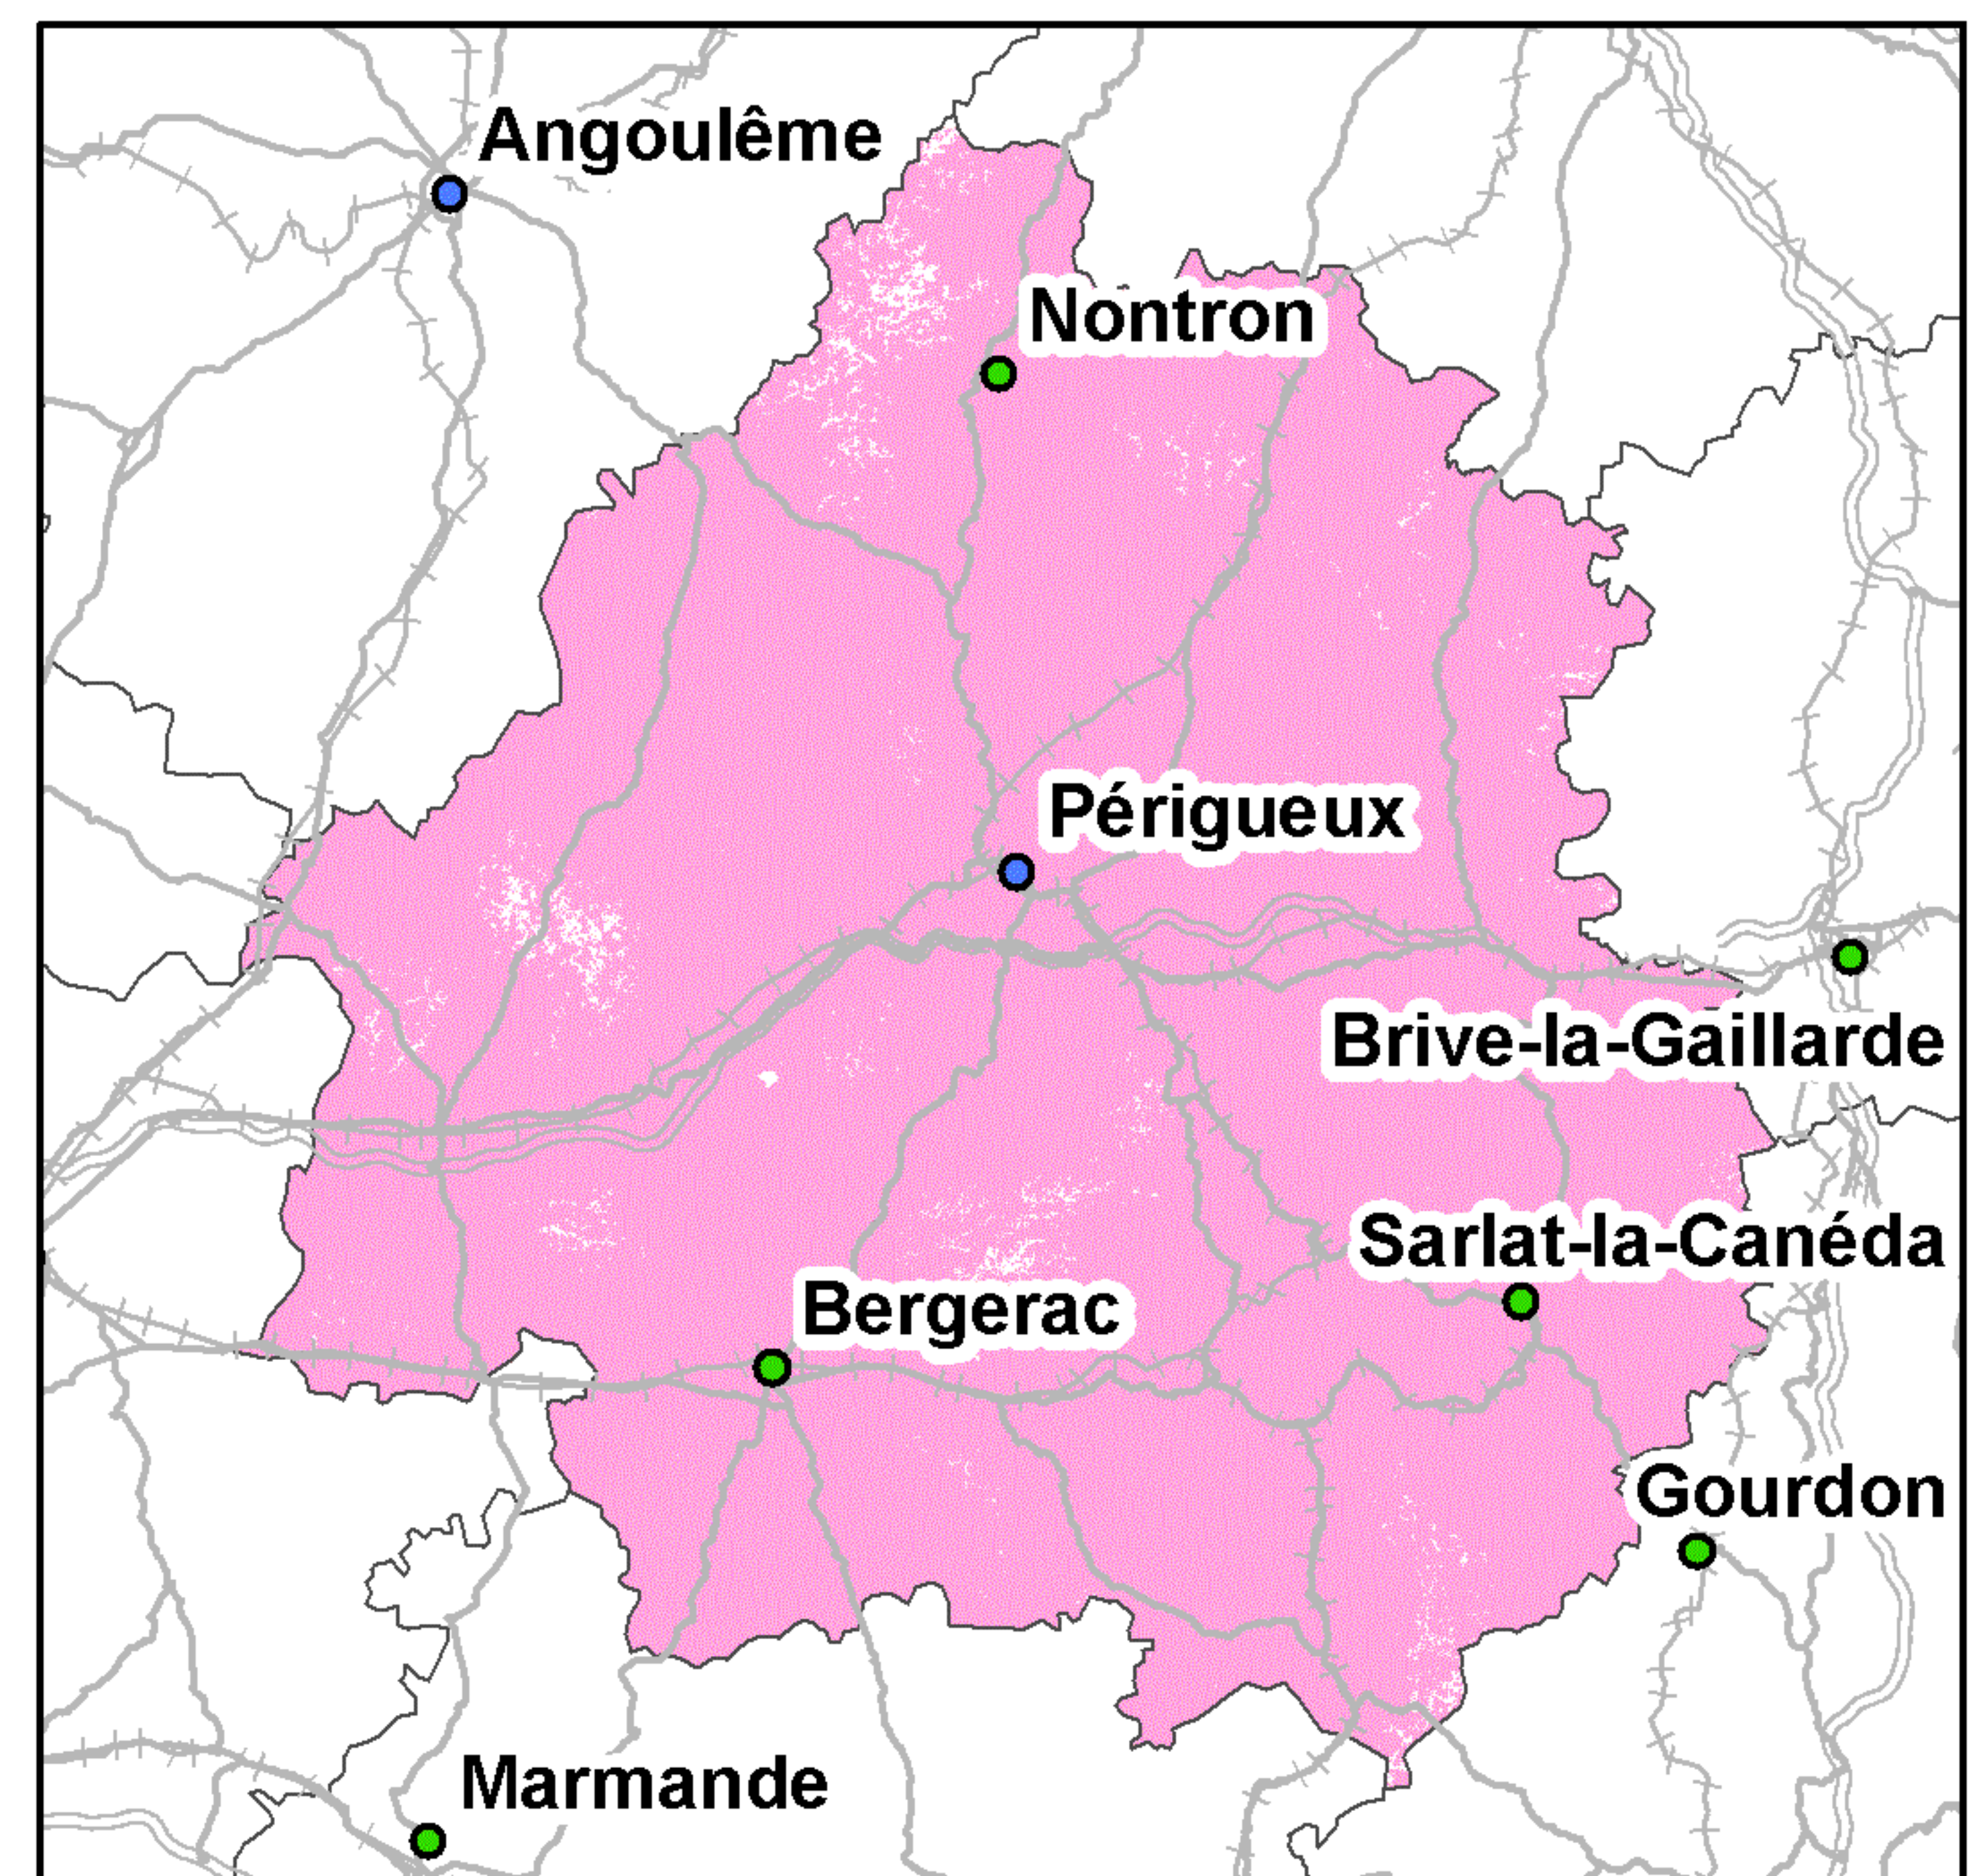 Angoulême
Nontron
Périgueux
Brive-la-Gaillarde
Sarlat-la-Canéda
Bergerac
Gourdon
Marmande